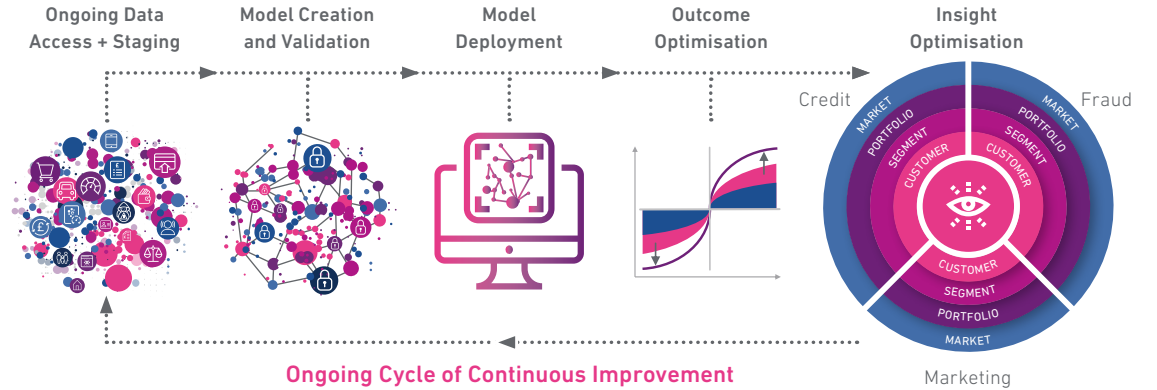 Ongoing Data
Access + Staging
Model Creation
and Validation
Model
Deployment
Outcome
Optimisation
Insight
Optimisation
Credit
Fraud
MARKET
PORTFOLIO
SEGMENT
CUSTOMER
MARKET
PORTFOLIO
SEGMENT
CUSTOMER
CUSTOMER
SEGMENT
PORTFOLIO
MARKET
Marketing
Ongoing Cycle of Continuous Improvement